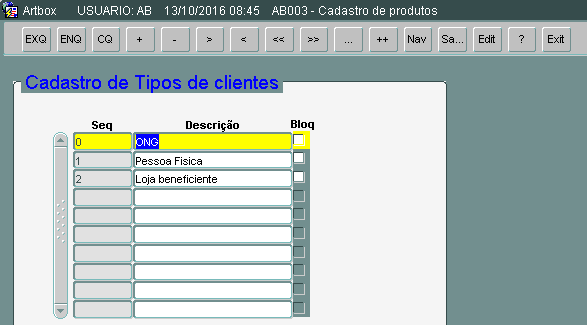 Artbox USUARIO: AB 13/10/2016 08:45 AB003 - Cadastro de produtos
EXQ ENQ CQ + - > < << >> ... ++ Nav Sa... Edit ? Exit
Cadastro de Tipos de clientes
Seq Descrição Bloq
0 ONG
1 Pessoa Fisica
2 Loja beneficiente